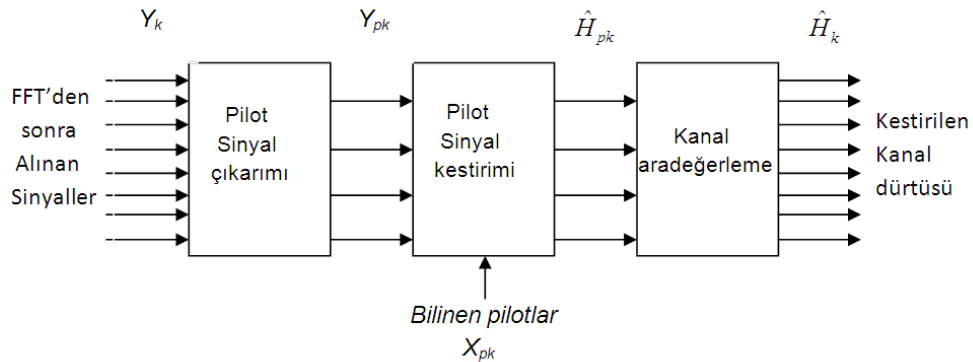 Y_k
Y_pk
Ĥ_pk
Ĥ_k
FFT'den
sonra
Alınan
Sinyaller
Pilot
Sinyal
çıkarımı
Pilot
Sinyal
kestirimi
Kanal
aradeğerleme
Kestirilen
Kanal
dürtüsü
Bilinen pilotlar
X_pk